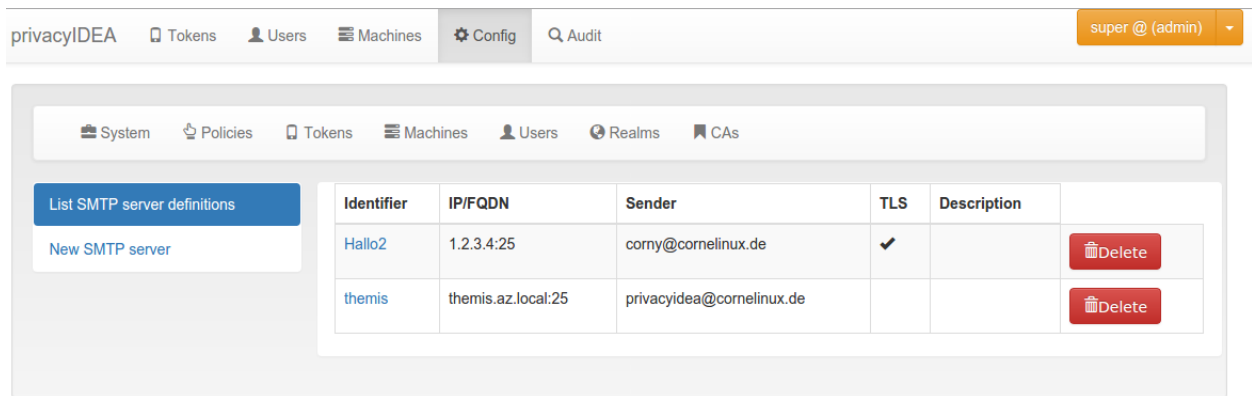 privacyIDEA Tokens Users Machines Config Audit super @ (admin)
System Policies Tokens Machines Users Realms CAs
List SMTP server definitions
New SMTP server
Identifier IP/FQDN Sender TLS Description
Hallo2 1.2.3.4:25 corny@cornelinux.de Delete
themis themis.az.local:25 privacyidea@cornelinux.de Delete